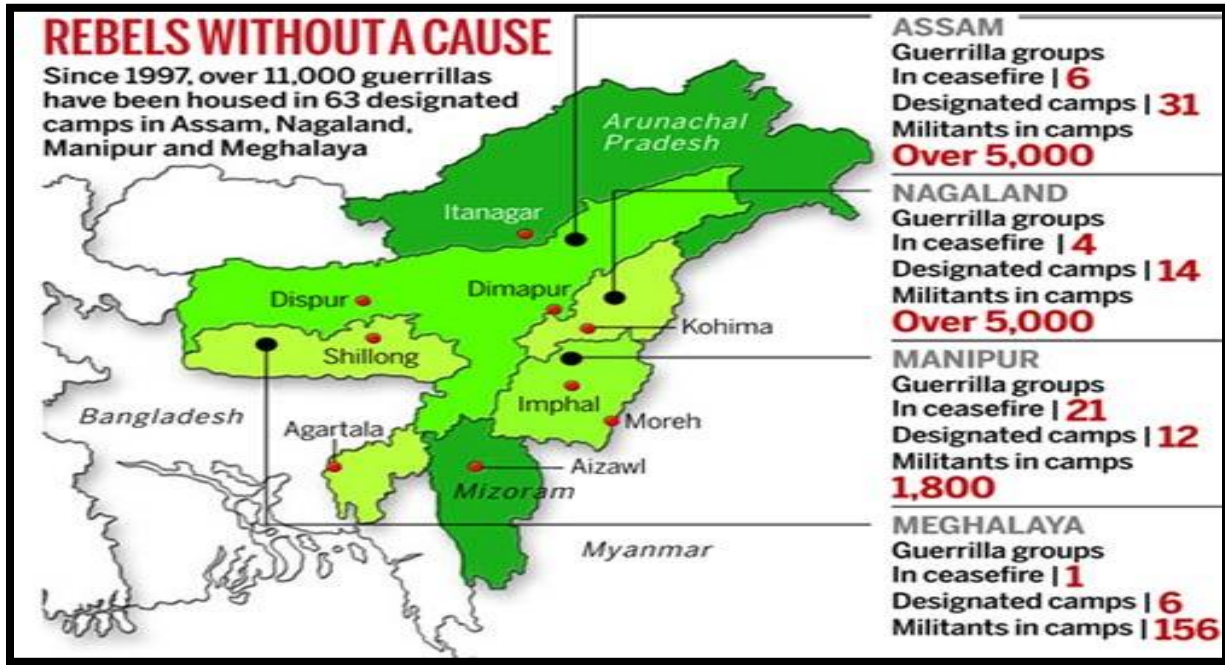 REBELS WITHOUT A CAUSE
Since 1997, over 11,000 guerrillas
have been housed in 63 designated
camps in Assam, Nagaland,
Manipur and Meghalaya
Arunachal
Pradesh
Itanagar
Dispur
Dimapur
Kohima
Shillong
Imphal
Bangladesh
Agartala
Moreh
Aizawl
Mizoram
Myanmar
ASSAM
Guerrilla groups
In ceasefire | 6
Designated camps | 31
Militants in camps
Over 5,000
NAGALAND
Guerrilla groups
In ceasefire | 4
Designated camps | 14
Militants in camps
Over 5,000
MANIPUR
Guerrilla groups
In ceasefire | 21
Designated camps | 12
Militants in camps
1,800
MEGHALAYA
Guerrilla groups
In ceasefire | 1
Designated camps | 6
Militants in camps | 156